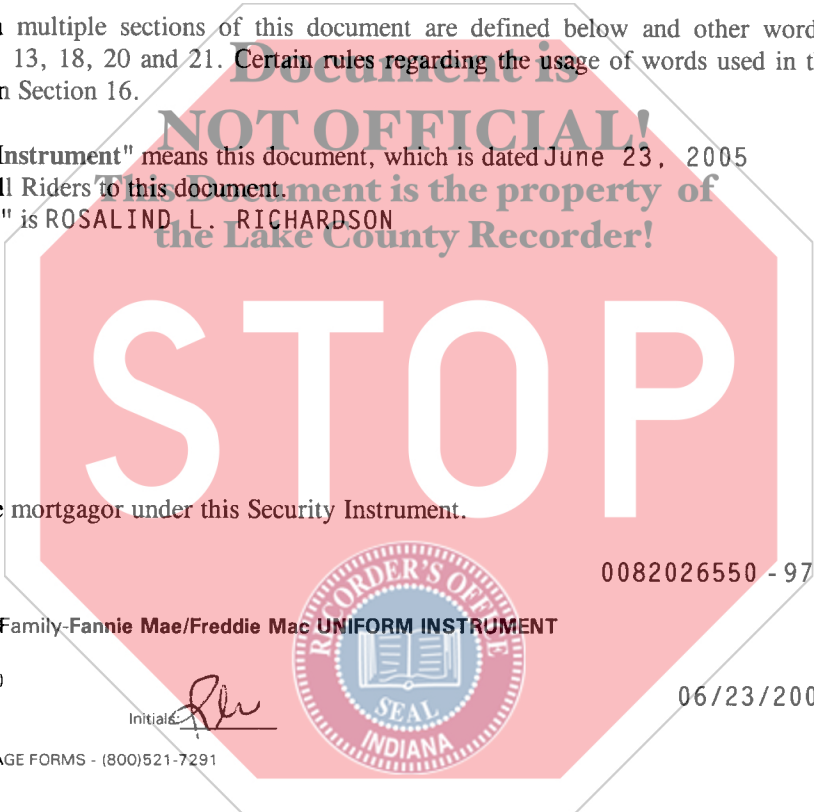 multiple sections of this document are defined below and other word
13, 18, 20 and 21. Certain rules regarding the usage of words used in t
n Section 16.
Document is
NOT OFFICIAL!
This Document is the property of
the Lake County Recorder!
Instrument" means this document, which is dated June 23, 2005
ll Riders to this document.
" is ROSALIND L. RICHARDSON
STOP
e mortgagor under this Security Instrument.
0082026550 - 97
Family-Fannie Mae/Freddie Mac UNIFORM INSTRUMENT
RECORDER'S OFFICE
SEAL
INDIANA
Initials: RLR
06/23/200
AGE FORMS - (800)521-7291